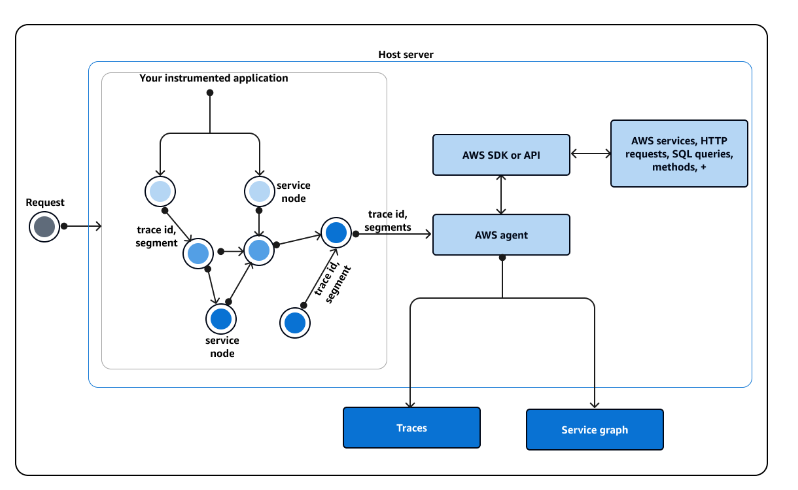 Host server
Your instrumented application
AWS services, HTTP
requests, SQL queries,
methods, +
AWS SDK or API
service
node
Request
trace id,
segment
trace id,
segments
AWS agent
trace id,
segment
service
node
Traces
Service graph